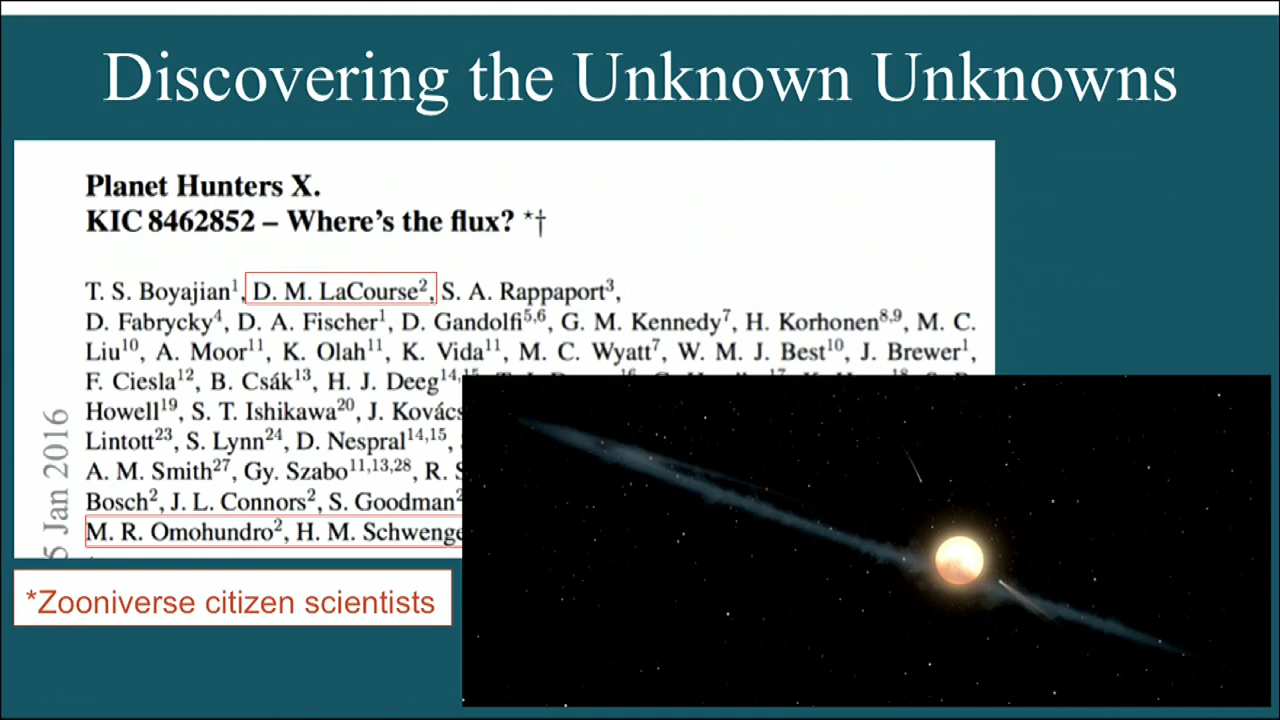 Discovering the Unknown Unknowns
Planet Hunters X.
KIC 8462852 – Where's the flux? *†
T. S. Boyajian1, D. M. LaCourse2, S. A. Rappaport3,
D. Fabrycky4, D. A. Fischer1, D. Gandolfi5,6, G. M. Kennedy7, H. Korhonen8,9, M. C.
Liu10, A. Moor11, K. Olah11, K. Vida11, M. C. Wyatt7, W. M. J. Best10, J. Brewer1,
F. Ciesla12, B. Csák13, H. J. Deeg14,15
Howell19, S. T. Ishikawa20, J. Kovács
Lintott23, S. Lynn24, D. Nespral14,15,
A. M. Smith27, Gy. Szabo11,13,28, R. S
Bosch2, J. L. Connors2, S. Goodman2
M. R. Omohundro2, H. M. Schwenge
5 Jan 2016
*Zooniverse citizen scientists